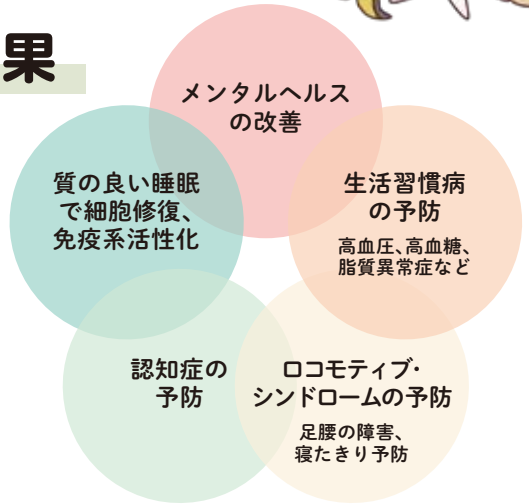 果
メンタルヘルス
の改善
質の良い睡眠
で細胞修復、
免疫系活性化
生活習慣病
の予防
高血圧、高血糖、
脂質異常症など
認知症の
予防
ロコモティブ・
シンドロームの予防
足腰の障害、
寝たきり予防